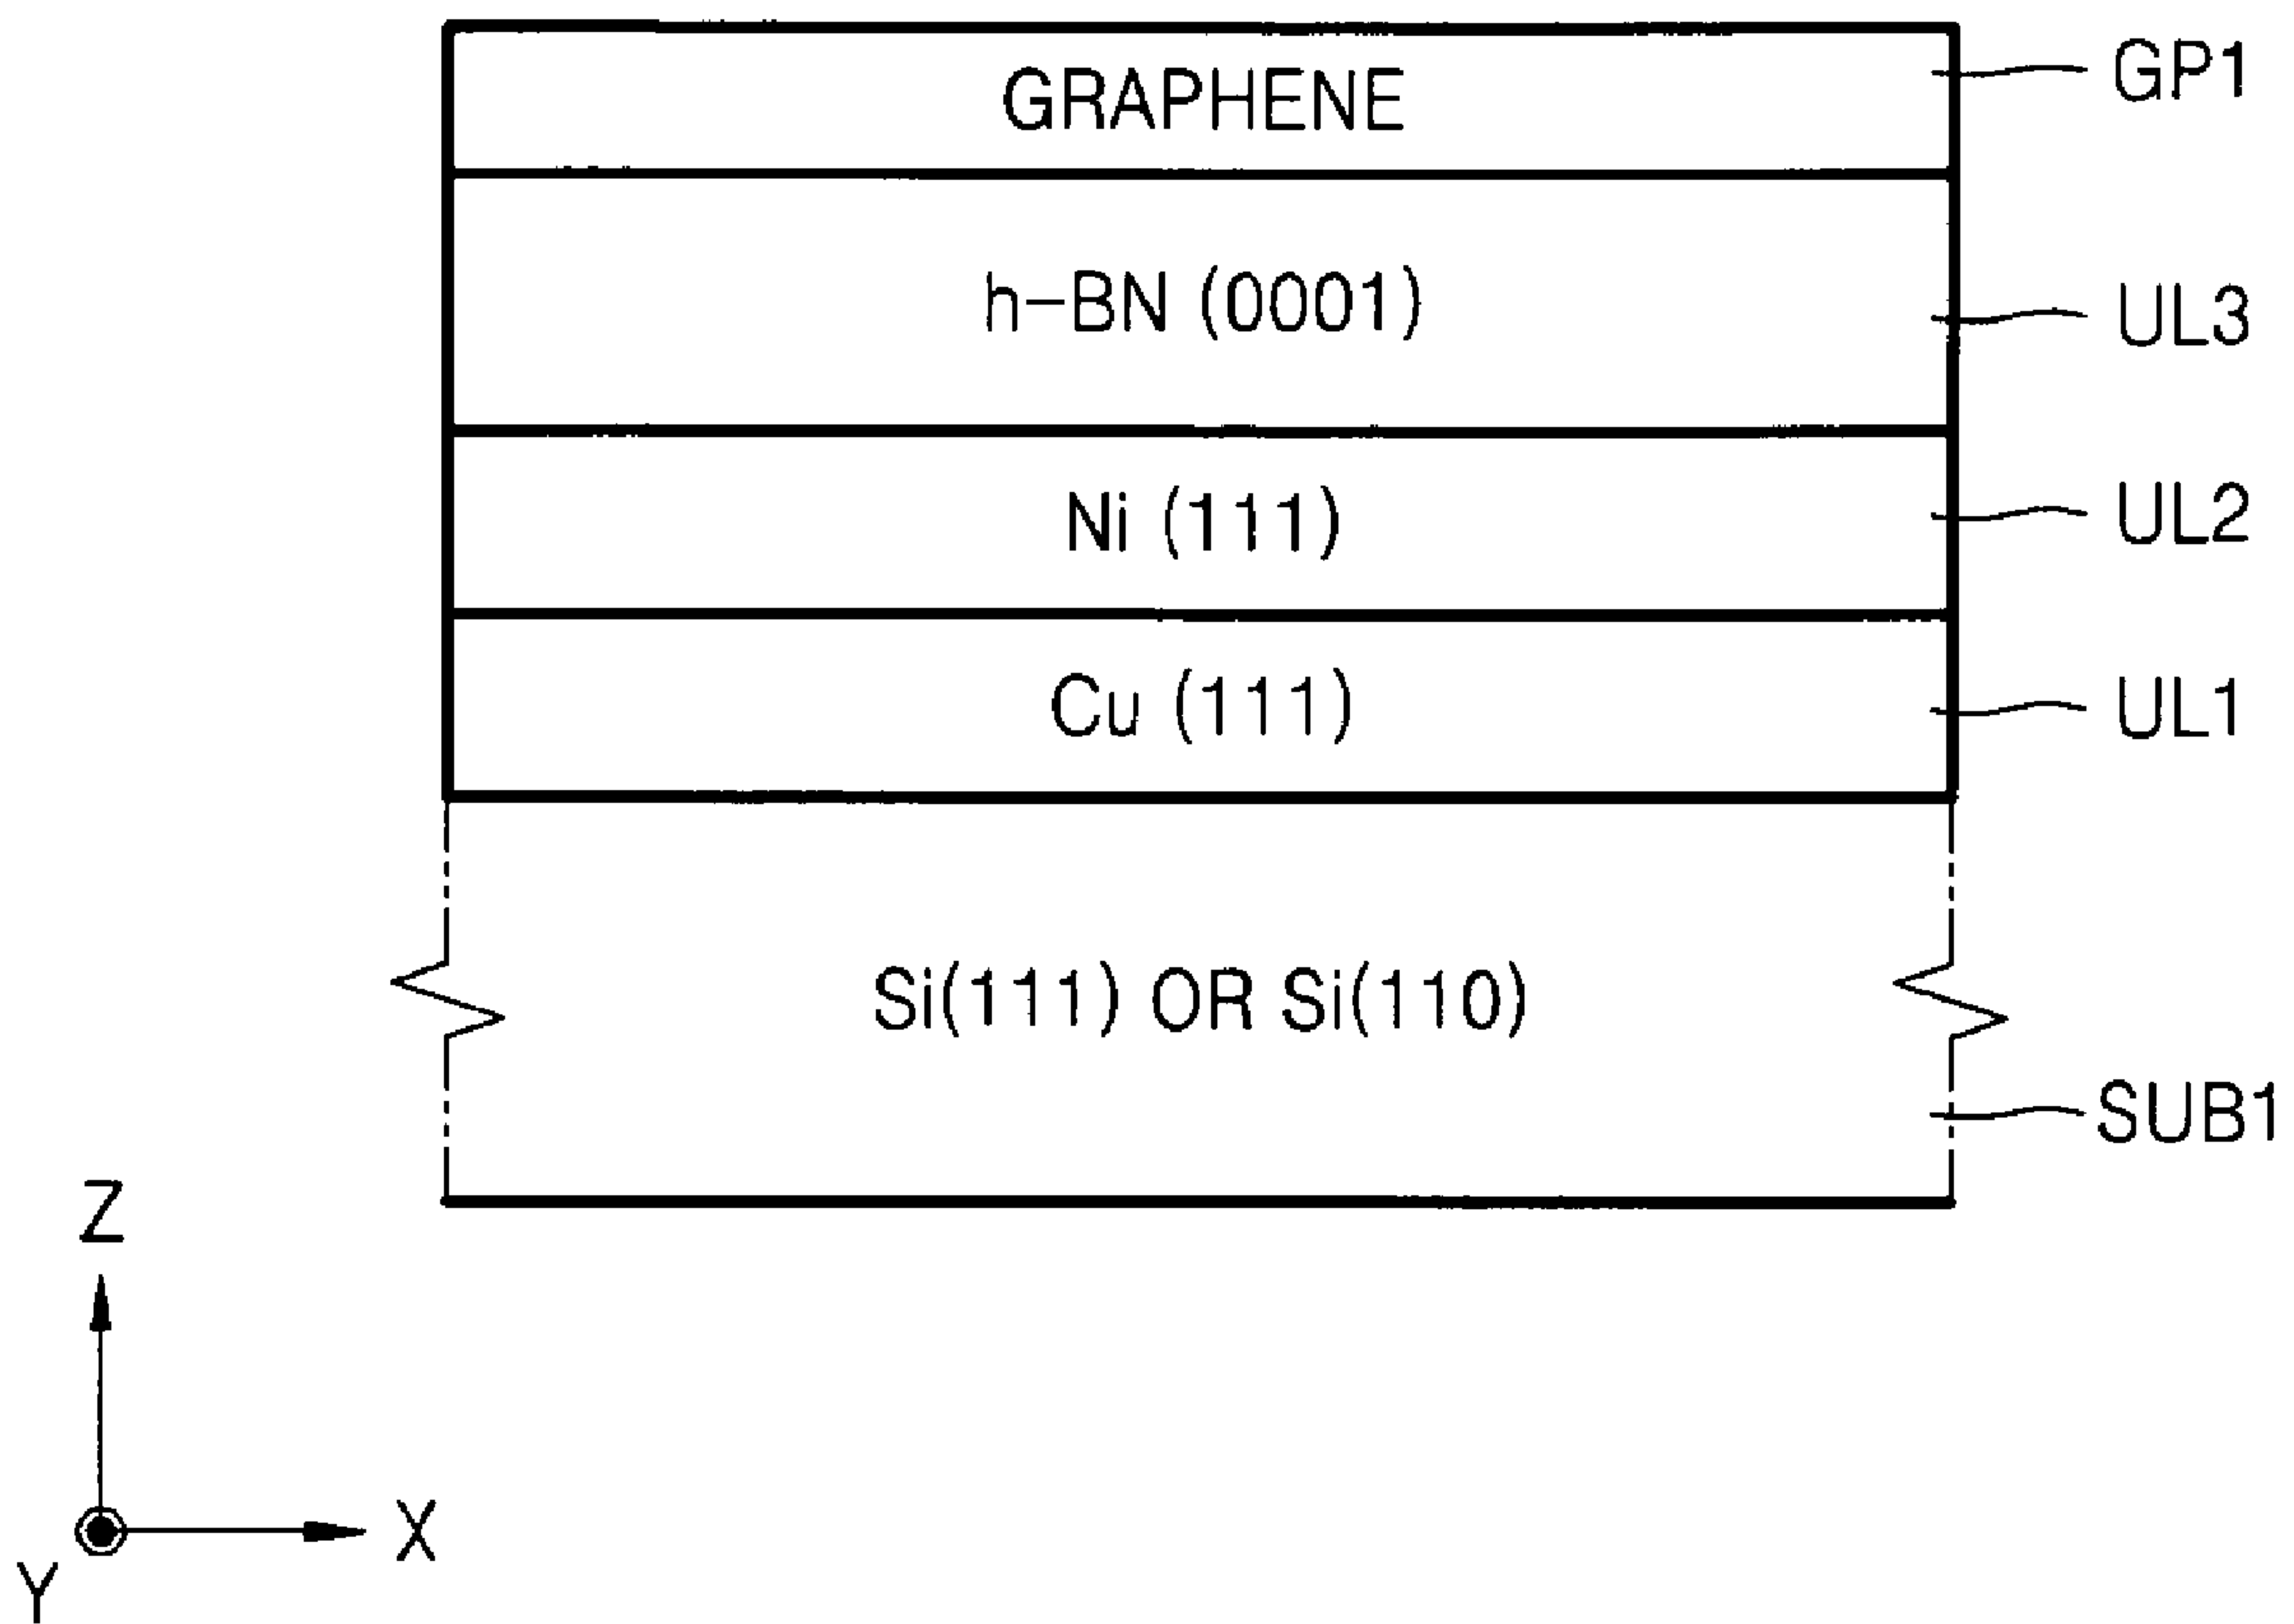 GRAPHENE GP1
h-BN (0001) UL3
Ni (111) UL2
Cu (111) UL1
Si(111) OR Si(110)
SUB1
Z
X
Y